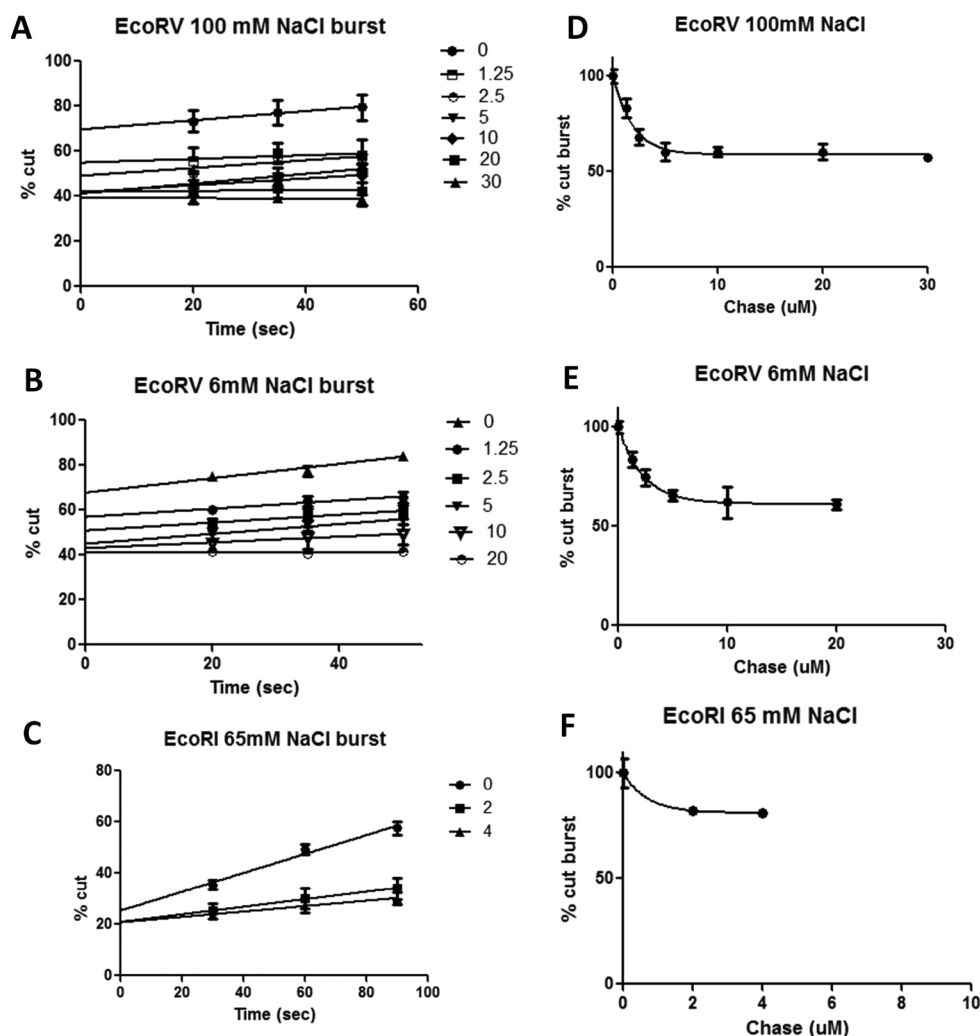 A
EcoRV 100 mM NaCl burst
100
80
60
40
20
0
% cut
0 20 40 60
Time (sec)
0
1.25
2.5
5
10
20
30
D
EcoRV 100mM NaCl
100
50
0
% cut burst
0 10 20 30
Chase (uM)
B
EcoRV 6mM NaCl burst
100
80
60
40
20
0
% cut
0 20 40
Time (sec)
0
1.25
2.5
5
10
20
E
EcoRV 6mM NaCl
100
50
0
% cut burst
0 10 20 30
Chase (uM)
C
EcoRI 65mM NaCl burst
80
60
40
20
0
% cut
0 20 40 60 80 100
Time (sec)
0
2
4
F
EcoRI 65 mM NaCl
100
50
0
% cut burst
0 2 4 6 8 10
Chase (uM)